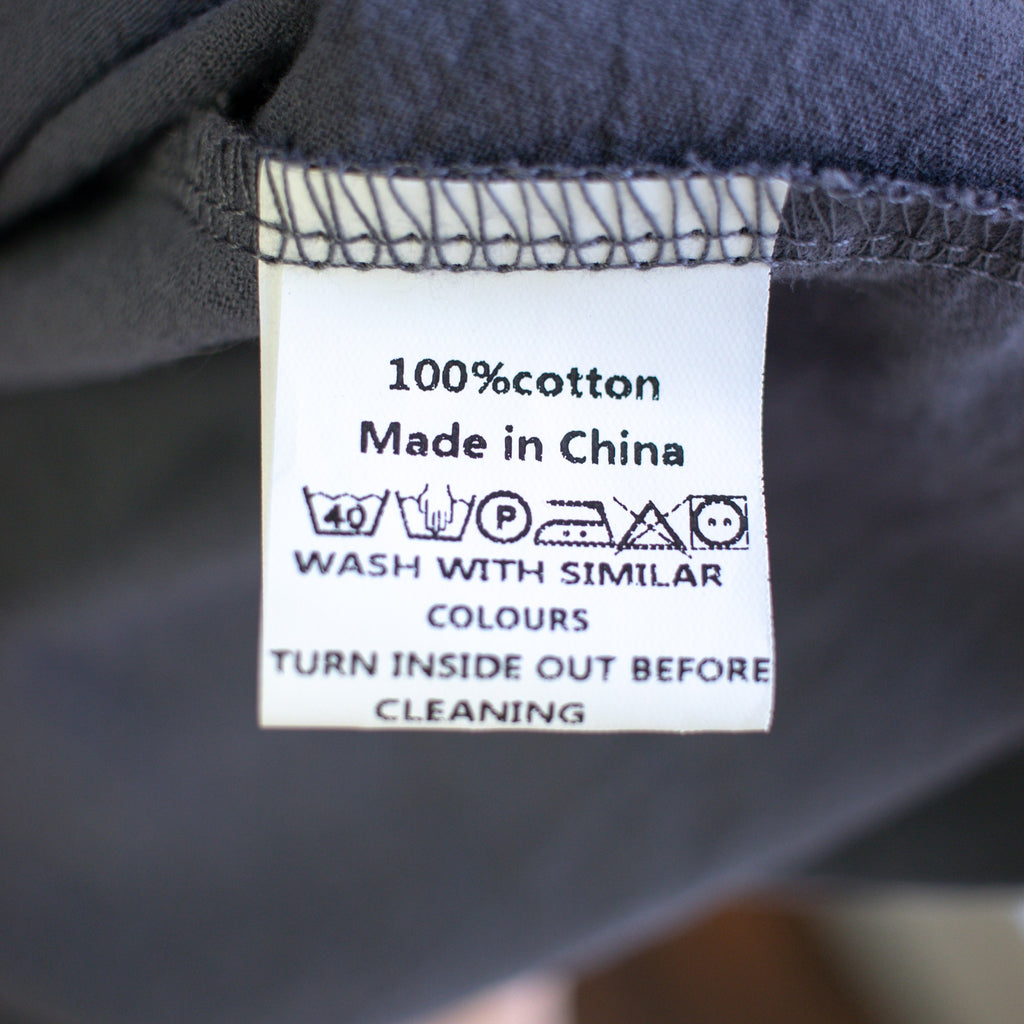 100%cotton
Made in China
40 P
WASH WITH SIMILAR
COLOURS
TURN INSIDE OUT BEFORE
CLEANING